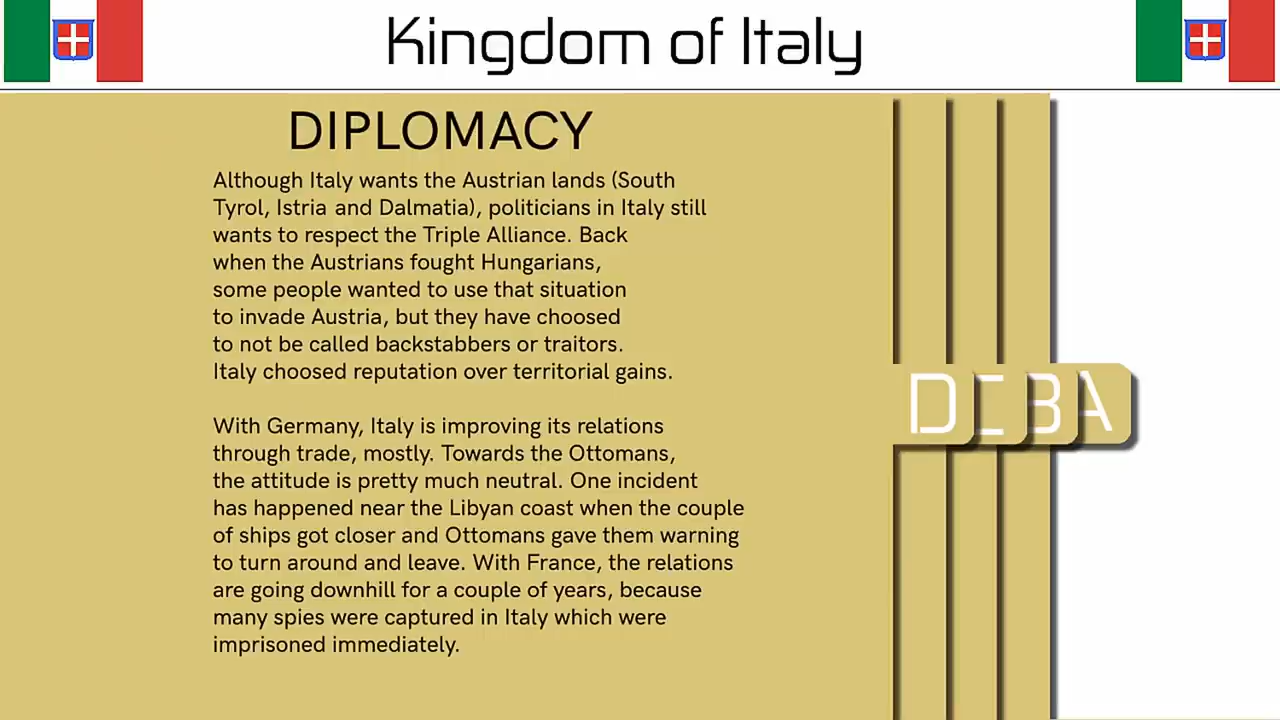 Kingdom of Italy
DIPLOMACY
Although Italy wants the Austrian lands (South
Tyrol, Istria and Dalmatia), politicians in Italy still
wants to respect the Triple Alliance. Back
when the Austrians fought Hungarians,
some people wanted to use that situation
to invade Austria, but they have choosed
to not be called backstabbers or traitors.
Italy choosed reputation over territorial gains.
With Germany, Italy is improving its relations
through trade, mostly. Towards the Ottomans,
the attitude is pretty much neutral. One incident
has happened near the Libyan coast when the couple
of ships got closer and Ottomans gave them warning
to turn around and leave. With France, the relations
are going downhill for a couple of years, because
many spies were captured in Italy which were
imprisoned immediately.
D C B A